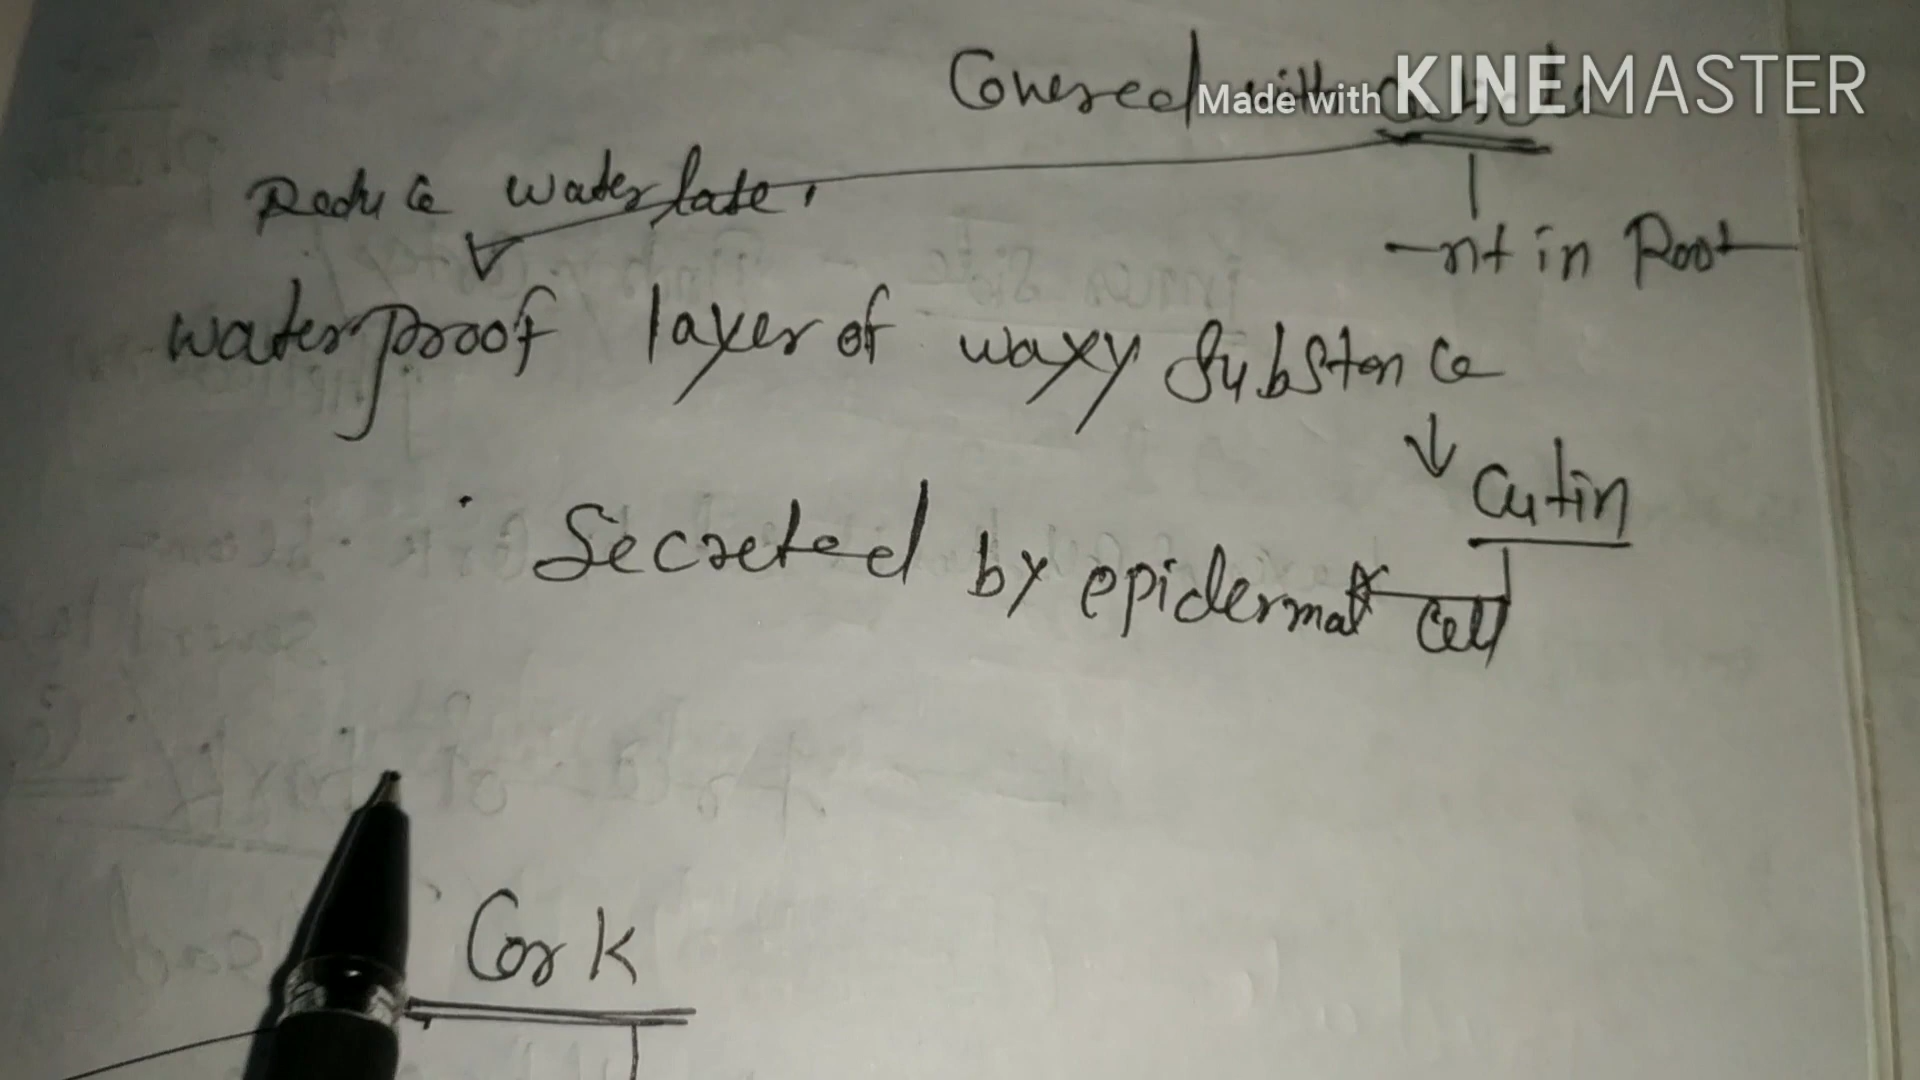 Covered with cuticle
Made with KINEMASTER
Reduce water late.
-nt in Root
waterproof layer of waxy Substance
Cutin
Secreted by epidermal Cell
Cork